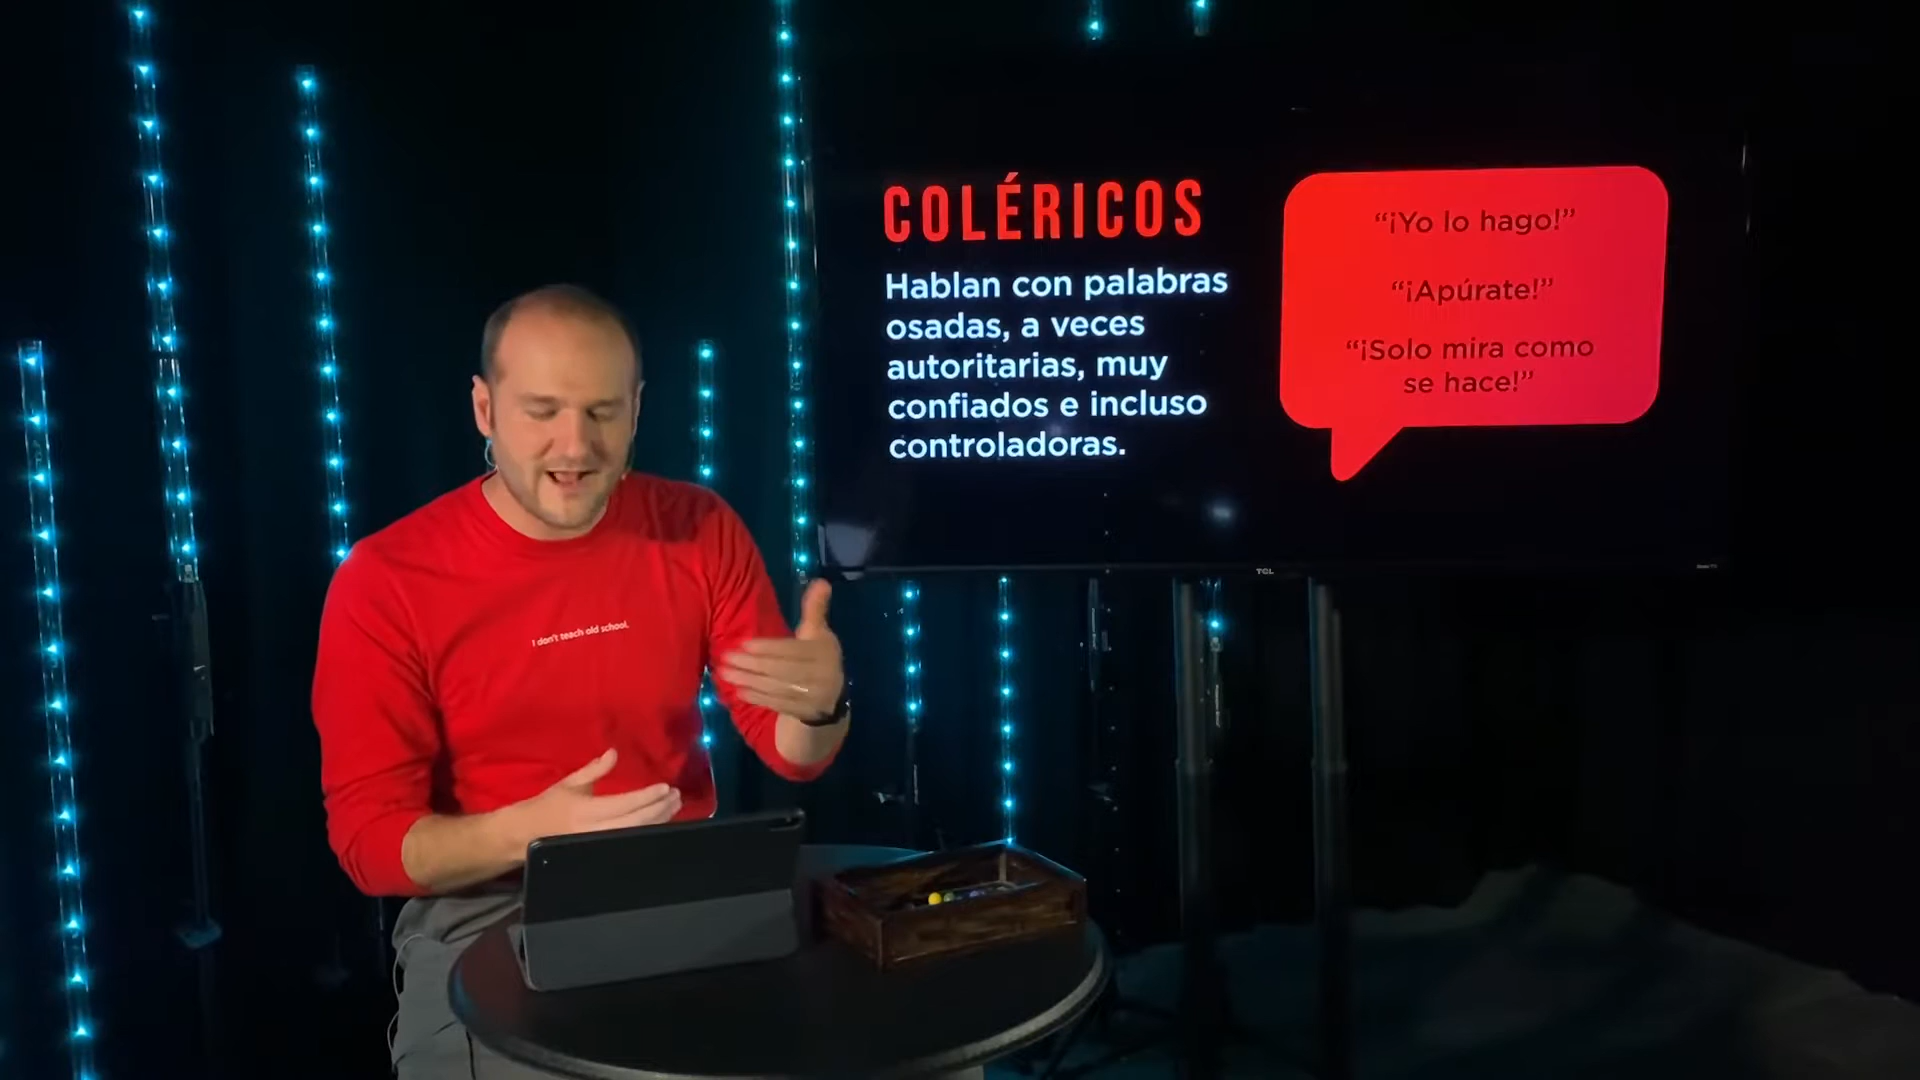 COLÉRICOS
Hablan con palabras
osadas, a veces
autoritarias, muy
confiados e incluso
controladoras.
“¡Yo lo hago!”
“¡Apúrate!”
“¡Solo mira como
se hace!”
I don't teach old school.
TCL